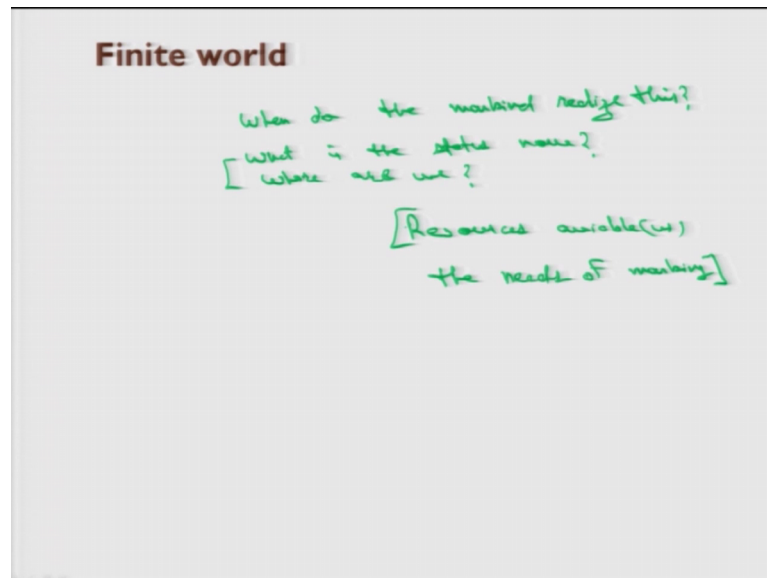 Finite world
when do the mankind realize this?
[ what is the status now?
where are we?
[Resources available (vs)
the needs of mankind]